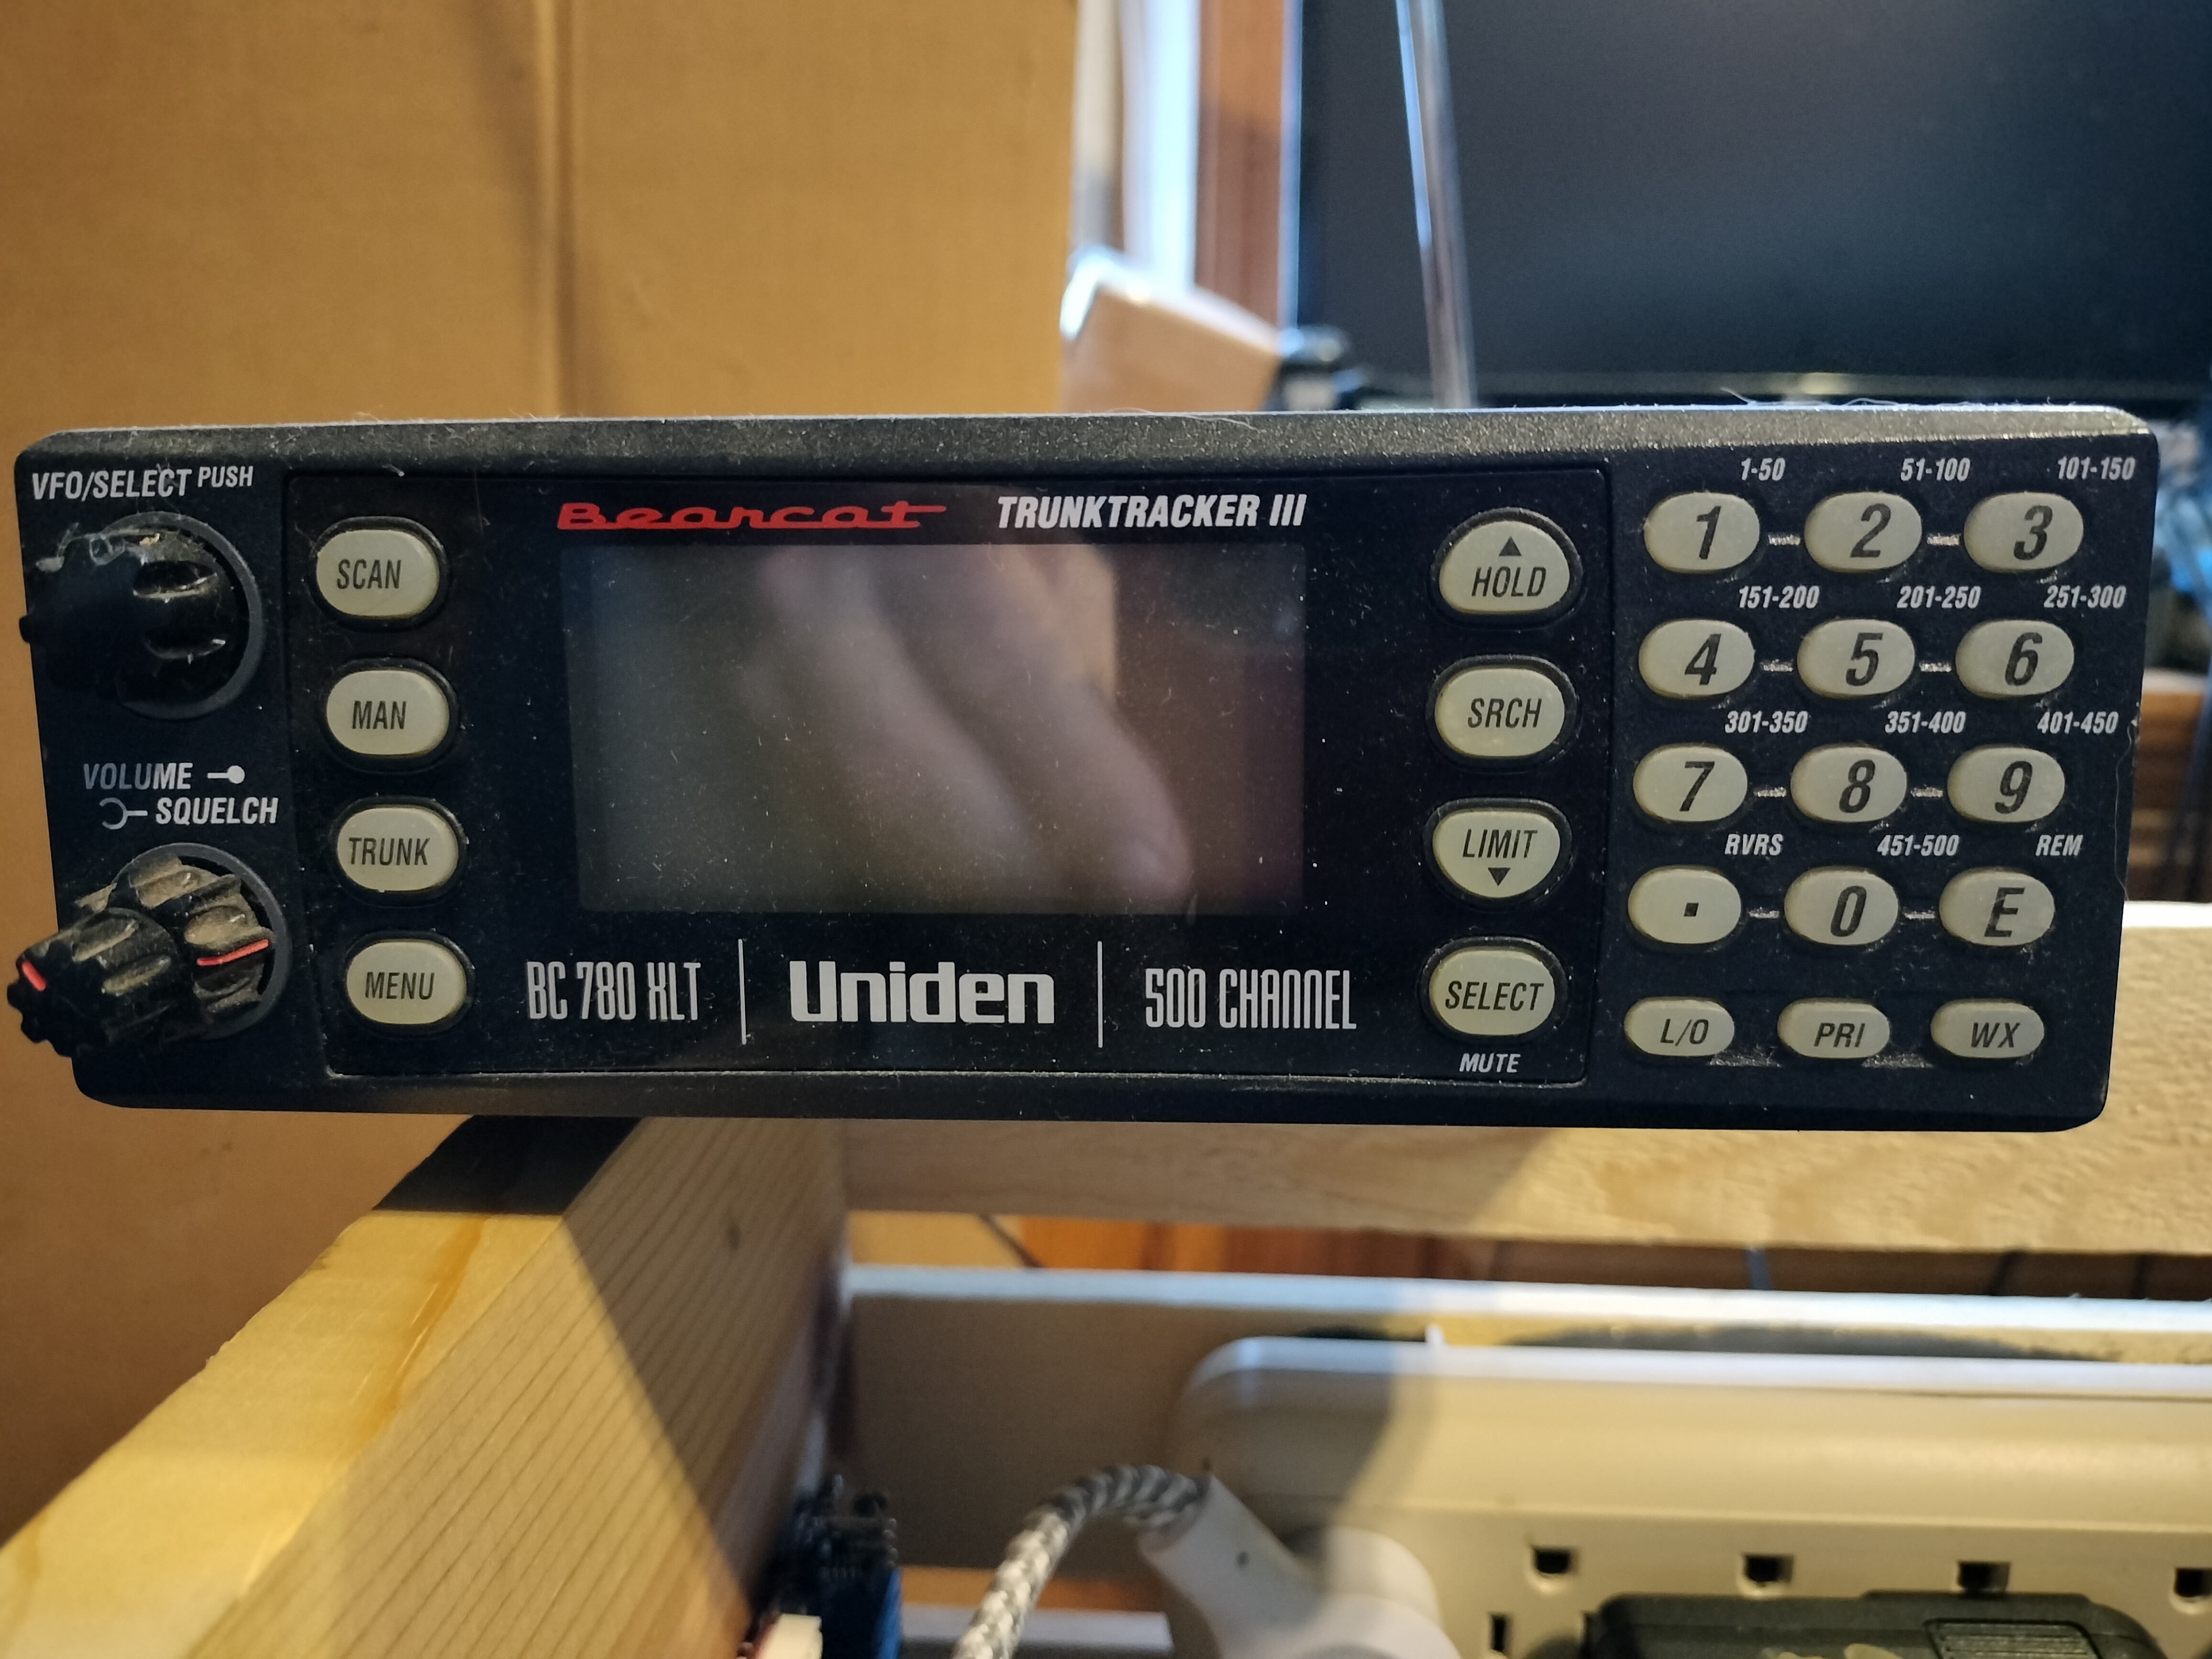 VFO/SELECT PUSH
Bearcat TRUNKTRACKER III
SCAN
MAN
TRUNK
MENU
VOLUME
SQUELCH
BC 780 XLT | Uniden | 500 CHANNEL
HOLD
SRCH
LIMIT
SELECT
MUTE
1-50 51-100 101-150
1 2 3
151-200 201-250 251-300
4 5 6
301-350 351-400 401-450
7 8 9
RVRS 451-500 REM
. 0 E
L/O PRI WX